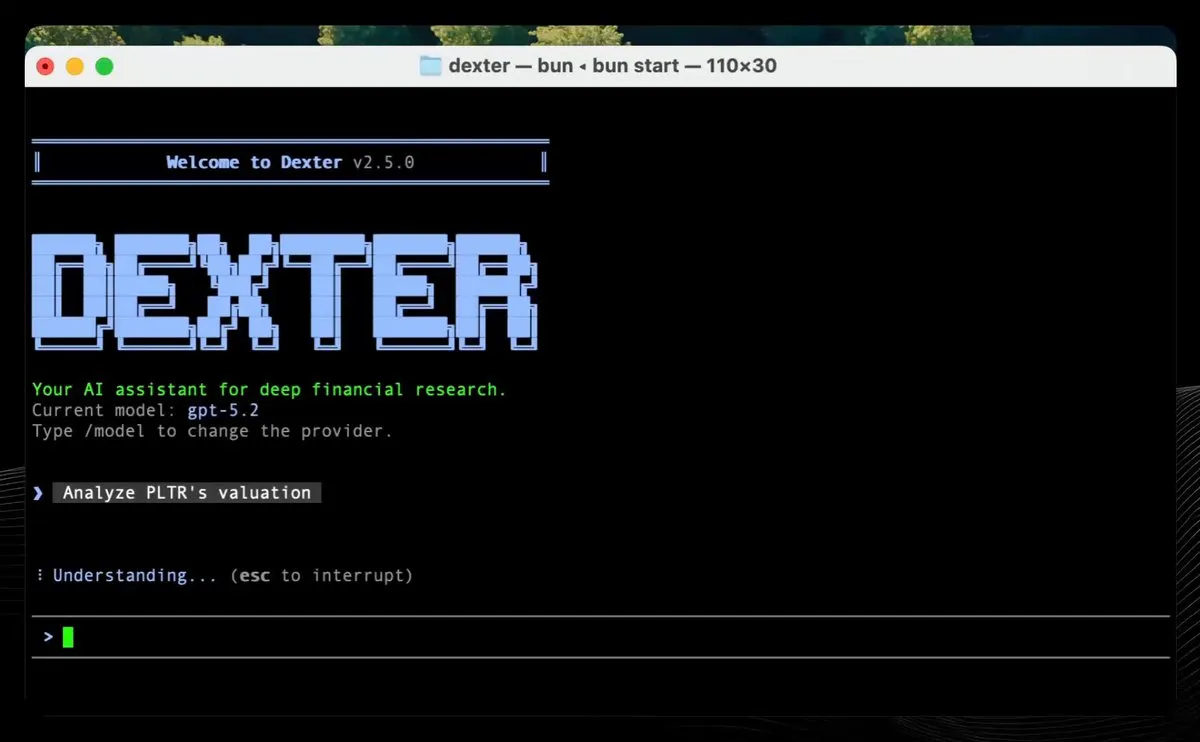 dexter — bun ◂ bun start — 110×30
Welcome to Dexter v2.5.0
DEXTER
Your AI assistant for deep financial research.
Current model: gpt-5.2
Type /model to change the provider.
❯ Analyze PLTR's valuation
⠸ Understanding... (esc to interrupt)
>